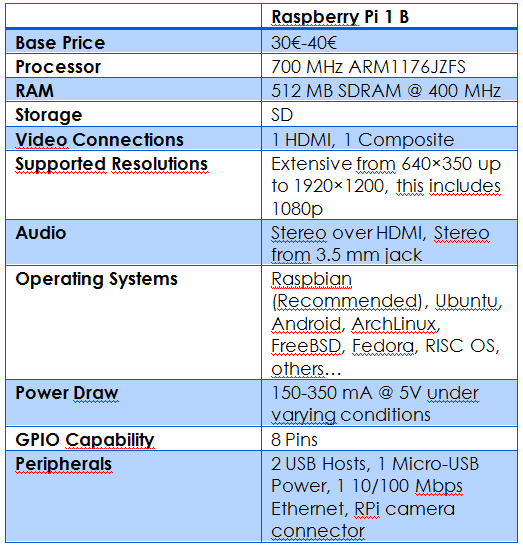 Raspberry Pi 1 B
Base Price 30€-40€
Processor 700 MHz ARM1176JZFS
RAM 512 MB SDRAM @ 400 MHz
Storage SD
Video Connections 1 HDMI, 1 Composite
Supported Resolutions Extensive from 640×350 up
to 1920×1200, this includes
1080p
Audio Stereo over HDMI, Stereo
from 3.5 mm jack
Operating Systems Raspbian
(Recommended), Ubuntu,
Android, ArchLinux,
FreeBSD, Fedora, RISC OS,
others…
Power Draw 150-350 mA @ 5V under
varying conditions
GPIO Capability 8 Pins
Peripherals 2 USB Hosts, 1 Micro-USB
Power, 1 10/100 Mbps
Ethernet, RPi camera
connector